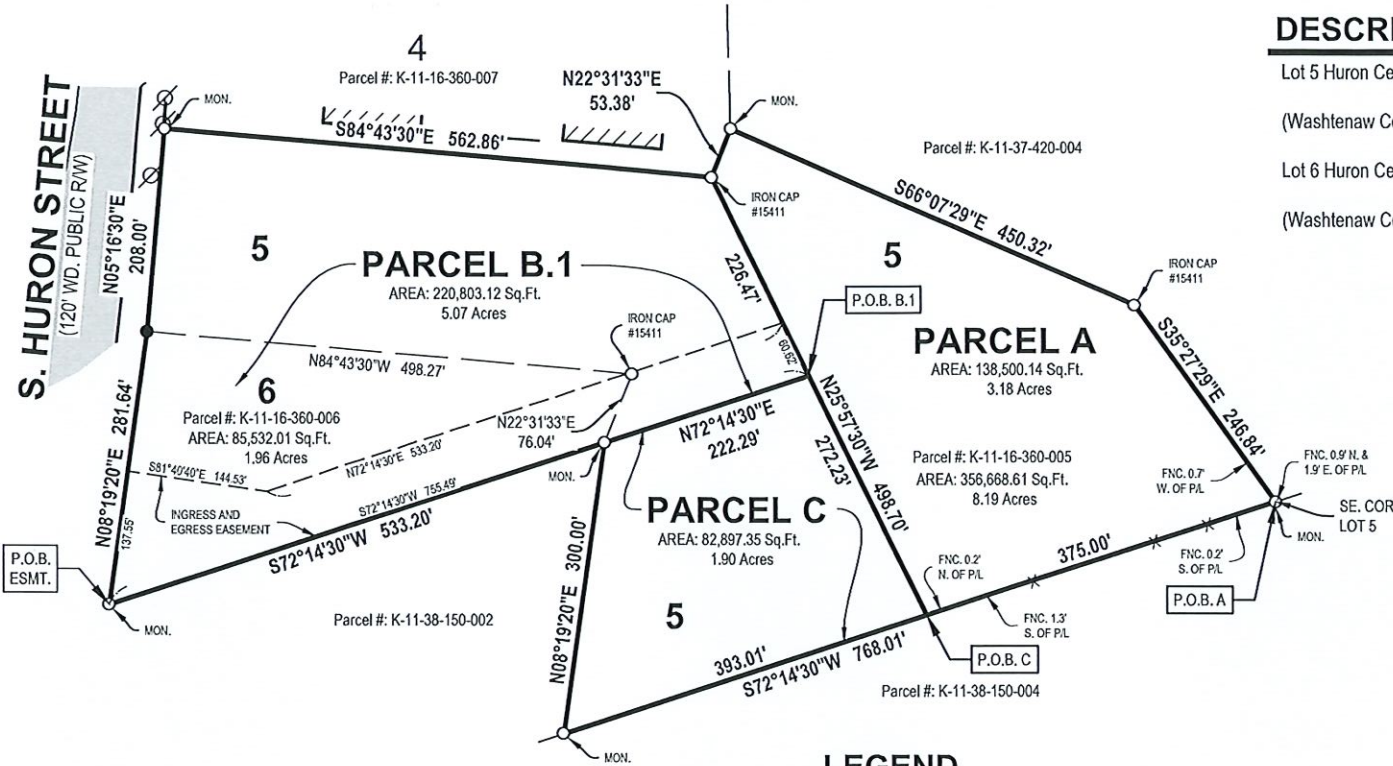 DESCRI
Lot 5 Huron Ce
(Washtenaw Co
Lot 6 Huron Ce
(Washtenaw Co
4
Parcel #: K-11-16-360-007
N22°31'33"E
53.38'
MON.
MON.
S84°43'30"E 562.86'
Parcel #: K-11-37-420-004
S. HURON STREET
(120' WD. PUBLIC R/W)
N05°16'30"E
208.00'
IRON CAP
#15411
S66°07'29"E 450.32'
5
PARCEL B.1
AREA: 220,803.12 Sq.Ft.
5.07 Acres
226.47'
5
IRON CAP
#15411
P.O.B. B.1
IRON CAP
#15411
PARCEL A
AREA: 138,500.14 Sq.Ft.
3.18 Acres
S35°27'29"E 246.84'
N84°43'30"W 498.27'
60.62'
6
Parcel #: K-11-16-360-006
AREA: 85,532.01 Sq.Ft.
1.96 Acres
N22°31'33"E
76.04'
N72°14'30"E
222.29'
N25°57'30"W 498.70'
272.23'
N08°19'20"E 281.64'
137.55'
S81°40'40"E 144.53'
N72°14'30"E 533.20'
MON.
Parcel #: K-11-16-360-005
AREA: 356,668.61 Sq.Ft.
8.19 Acres
FNC. 0.7'
W. OF P/L
FNC. 0.9' N. &
1.9' E. OF P/L
SE. COR
LOT 5
MON.
INGRESS AND
EGRESS EASEMENT
S72°14'30"W 755.49'
S72°14'30"W 533.20'
PARCEL C
AREA: 82,897.35 Sq.Ft.
1.90 Acres
375.00'
FNC. 0.2'
S. OF P/L
P.O.B.
ESMT.
FNC. 0.2'
N. OF P/L
P.O.B. A
MON.
Parcel #: K-11-38-150-002
N08°19'20"E 300.00'
5
FNC. 1.3'
S. OF P/L
393.01'
S72°14'30"W 768.01'
P.O.B. C
Parcel #: K-11-38-150-004
MON.
LEGEND